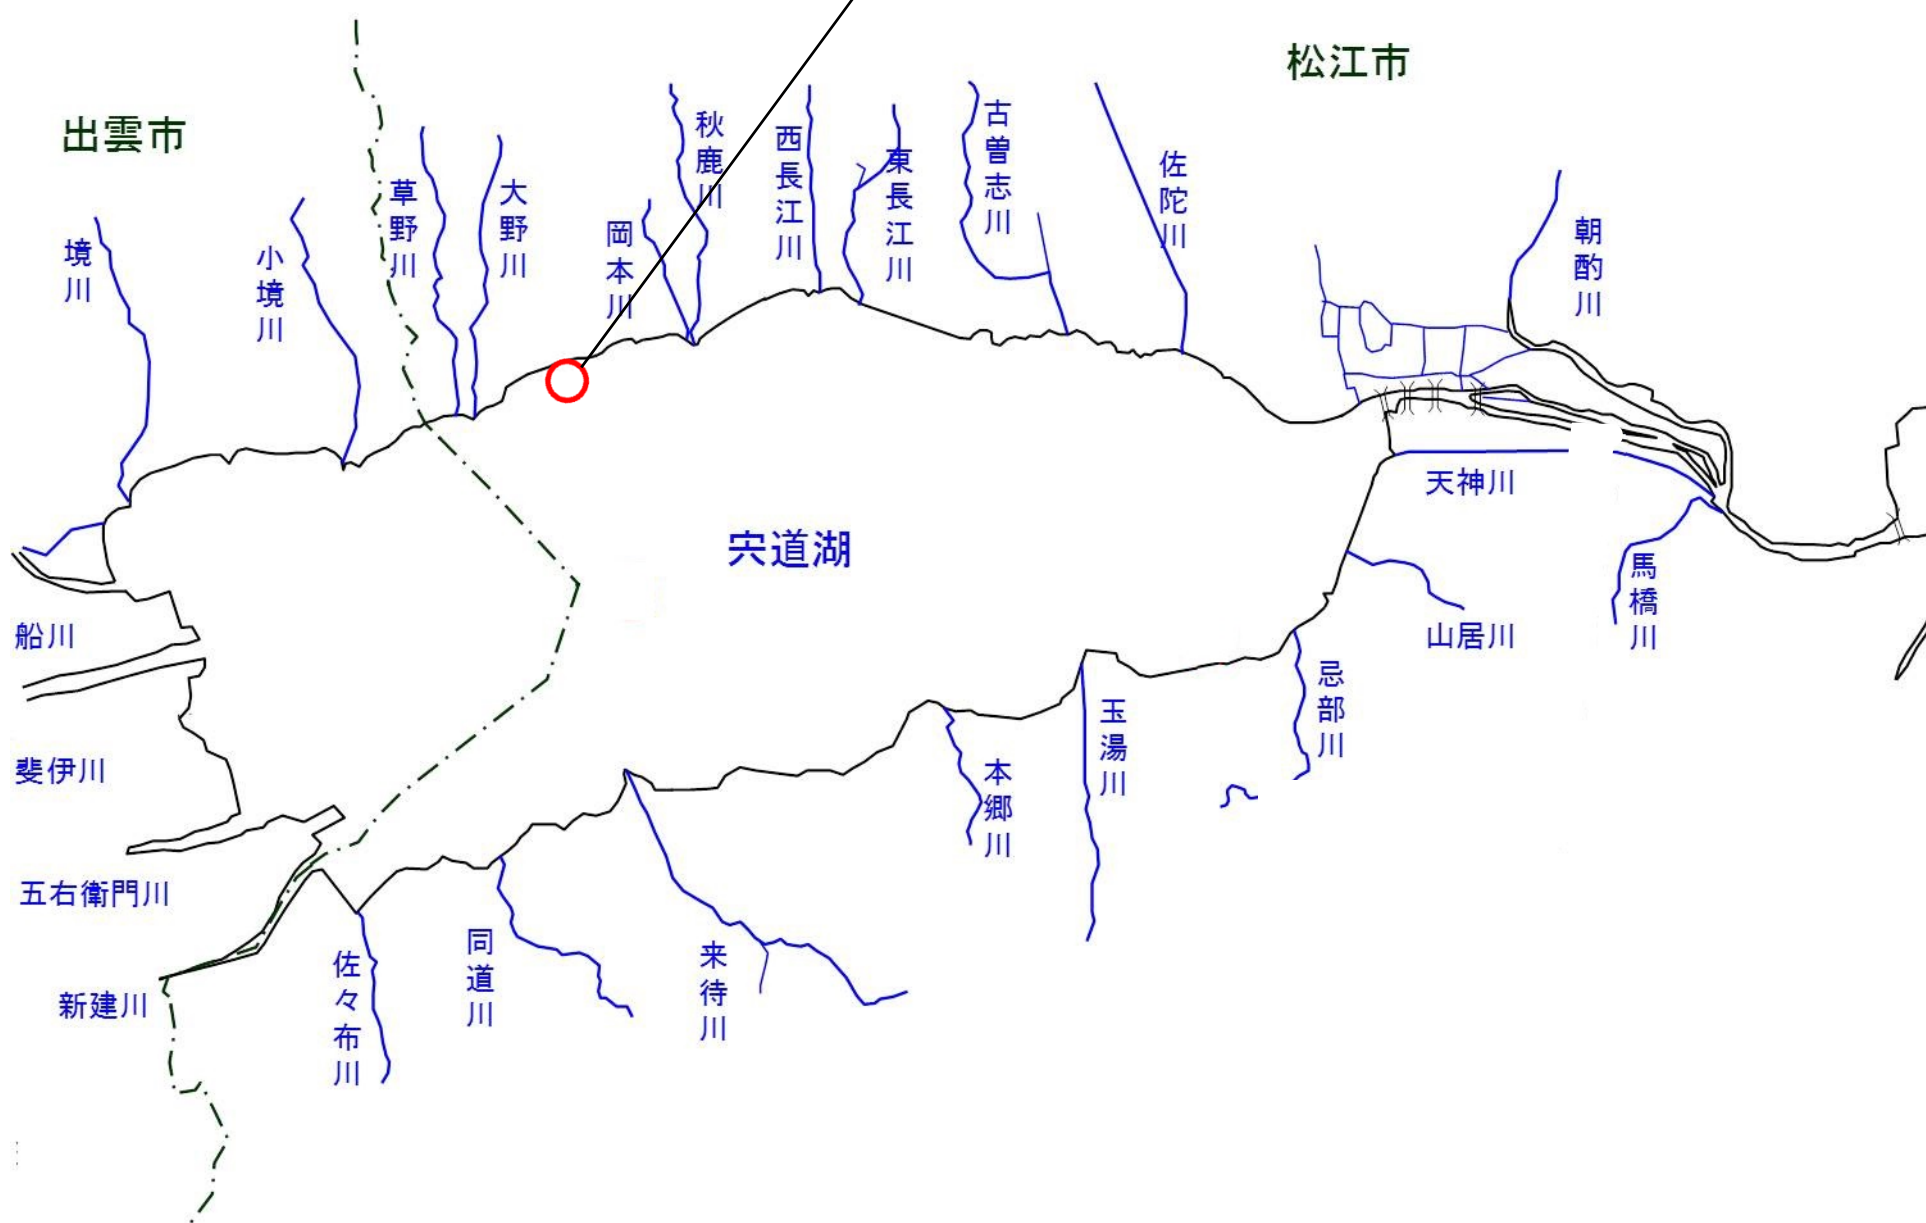 松江市
出雲市
境川
小境川
草野川
大野川
岡本川
秋鹿川
西長江川
東長江川
古曽志川
佐陀川
朝酌川
宍道湖
天神川
馬橋川
山居川
忌部川
玉湯川
本郷川
来待川
同道川
佐々布川
船川
斐伊川
五右衛門川
新建川